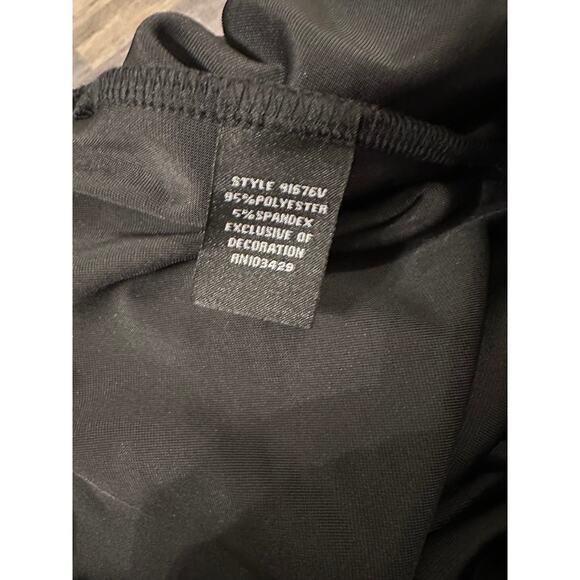 STYLE 91676V
95%POLYESTER
5%SPANDEX
EXCLUSIVE OF
DECORATION
RN103429